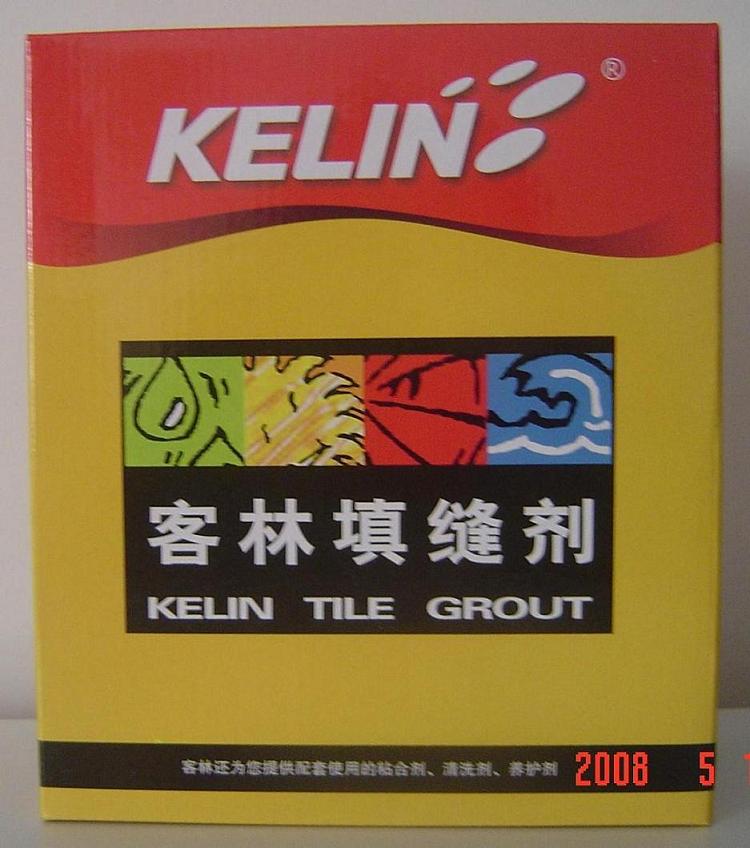 KELIN®
客林填缝剂
KELIN TILE GROUT
客林还为您提供配套使用的粘合剂、清洗剂、养护剂
2008 5